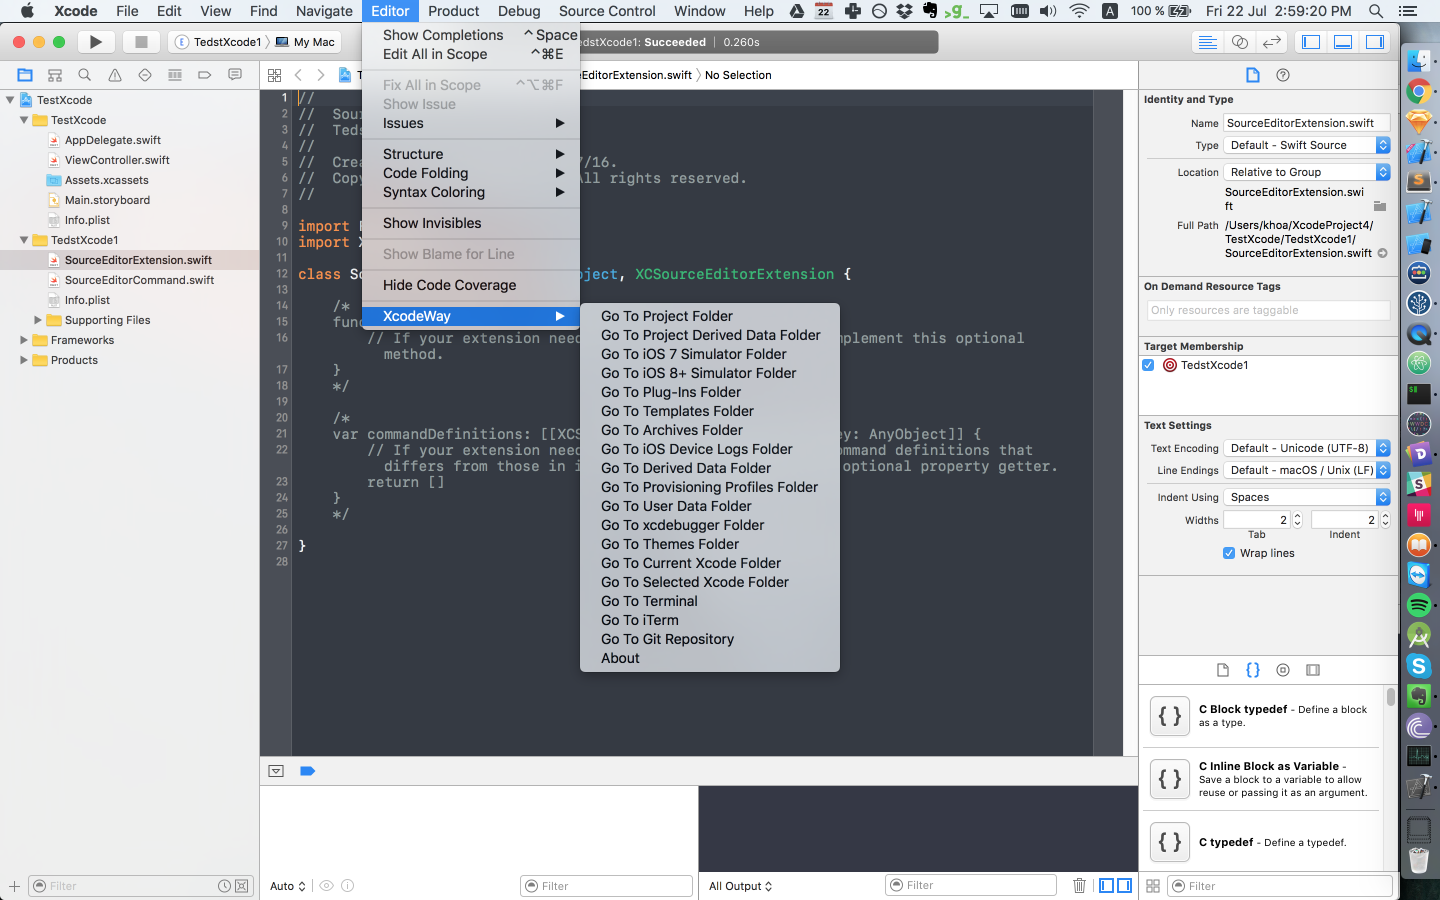 Xcode File Edit View Find Navigate Editor Product Debug Source Control Window Help 22 >g_ A 100 % Fri 22 Jul 2:59:20 PM
TedstXcode1 My Mac
dstXcode1: Succeeded | 0.260s
T
EditorExtension.swift No Selection
TestXcode
TestXcode
AppDelegate.swift
ViewController.swift
Assets.xcassets
Main.storyboard
Info.plist
TedstXcode1
SourceEditorExtension.swift
SourceEditorCommand.swift
Info.plist
Supporting Files
Frameworks
Products
Filter
Show Completions ^ Space
Edit All in Scope ^⌘E
Fix All in Scope ^⌥⌘F
Show Issue
Issues
Structure
Code Folding
Syntax Coloring
Show Invisibles
Show Blame for Line
Hide Code Coverage
XcodeWay
Go To Project Folder
Go To Project Derived Data Folder
Go To iOS 7 Simulator Folder
Go To iOS 8+ Simulator Folder
Go To Plug-Ins Folder
Go To Templates Folder
Go To Archives Folder
Go To iOS Device Logs Folder
Go To Derived Data Folder
Go To Provisioning Profiles Folder
Go To User Data Folder
Go To xcdebugger Folder
Go To Themes Folder
Go To Current Xcode Folder
Go To Selected Xcode Folder
Go To Terminal
Go To iTerm
Go To Git Repository
About
1 //
2 // Sou
3 // Teds
4 //
5 // Crea 7/16.
6 // Copy All rights reserved.
7 //
8
9 import F
10 import X
11
12 class So oject, XCSourceEditorExtension {
13
14 /*
15 fun
16 // If your extension need mplement this optional
method.
17 }
18 */
19
20 /*
21 var commandDefinitions: [[XCS ey: AnyObject]] {
22 // If your extension need ommand definitions that
differs from those in i optional property getter.
23 return []
24 }
25 */
26
27 }
28
Auto
Filter
All Output
Filter
Identity and Type
Name SourceEditorExtension.swift
Type Default - Swift Source
Location Relative to Group
SourceEditorExtension.swi
ft
Full Path /Users/khoa/XcodeProject4/
TestXcode/TedstXcode1/
SourceEditorExtension.swift
On Demand Resource Tags
Only resources are taggable
Target Membership
TedstXcode1
Text Settings
Text Encoding Default - Unicode (UTF-8)
Line Endings Default - macOS / Unix (LF)
Indent Using Spaces
Widths 2 2
Tab Indent
Wrap lines
{ } C Block typedef - Define a block
as a type.
{ } C Inline Block as Variable -
Save a block to a variable to allow
reuse or passing it as an argument.
{ } C typedef - Define a typedef.
Filter